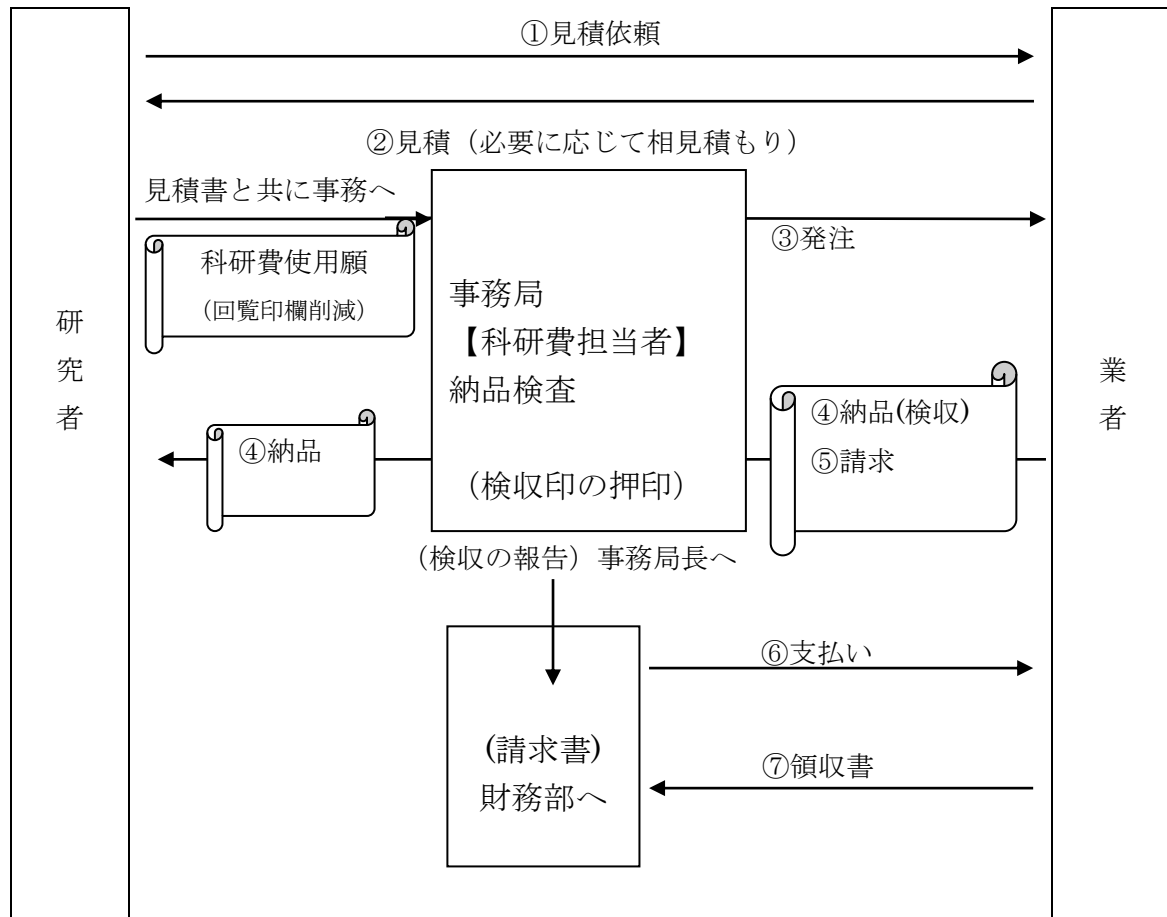 ①見積依頼
②見積（必要に応じて相見積もり）
見積書と共に事務へ
科研費使用願
（回覧印欄削減）
③発注
事務局
【科研費担当者】
納品検査
（検収印の押印）
研究者
業者
④納品
④納品(検収)
⑤請求
（検収の報告）事務局長へ
⑥支払い
(請求書)
財務部へ
⑦領収書